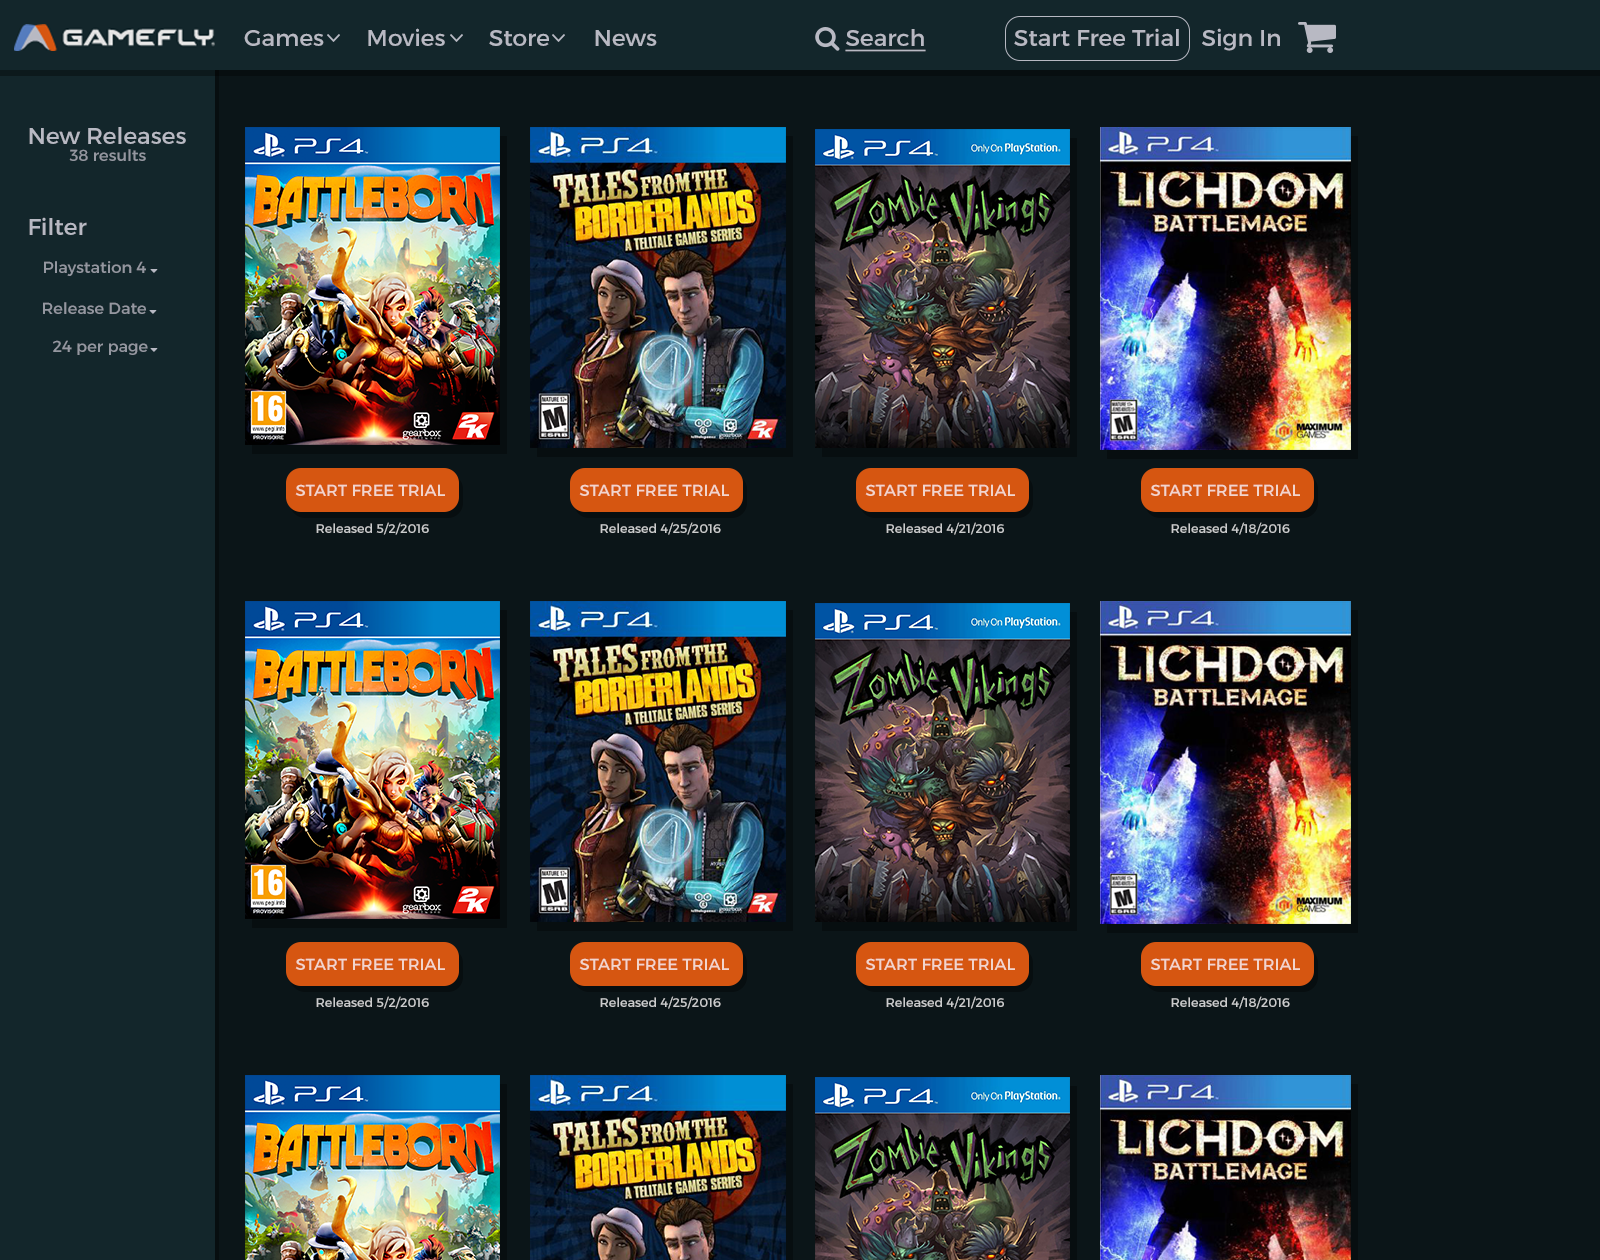 GAMEFLY.
Games Movies Store News Search Start Free Trial Sign In
New Releases
38 results
Filter
Playstation 4
Release Date
24 per page
PS4
BATTLEBORN
16
www.pegi.info
PROVISOIRE
gearbox
SOFTWARE
2K
START FREE TRIAL
Released 5/2/2016
PS4
TALES FROM THE
BORDERLANDS
A TELLTALE GAMES SERIES
MATURE 17+
M
ESRB
telltalegames
gearbox
2K
START FREE TRIAL
Released 4/25/2016
PS4 Only On PlayStation.
Zombie Vikings
START FREE TRIAL
Released 4/21/2016
PS4
LICHDOM
BATTLEMAGE
MATURE 17+
M
ESRB
MAXIMUM
GAMES
START FREE TRIAL
Released 4/18/2016
PS4
BATTLEBORN
16
www.pegi.info
PROVISOIRE
gearbox
SOFTWARE
2K
START FREE TRIAL
Released 5/2/2016
PS4
TALES FROM THE
BORDERLANDS
A TELLTALE GAMES SERIES
MATURE 17+
M
ESRB
telltalegames
gearbox
2K
START FREE TRIAL
Released 4/25/2016
PS4 Only On PlayStation.
Zombie Vikings
START FREE TRIAL
Released 4/21/2016
PS4
LICHDOM
BATTLEMAGE
MATURE 17+
M
ESRB
MAXIMUM
GAMES
START FREE TRIAL
Released 4/18/2016
PS4
BATTLEBORN
PS4
TALES FROM THE
BORDERLANDS
A TELLTALE GAMES SERIES
PS4 Only On PlayStation.
Zombie Vikings
PS4
LICHDOM
BATTLEMAGE